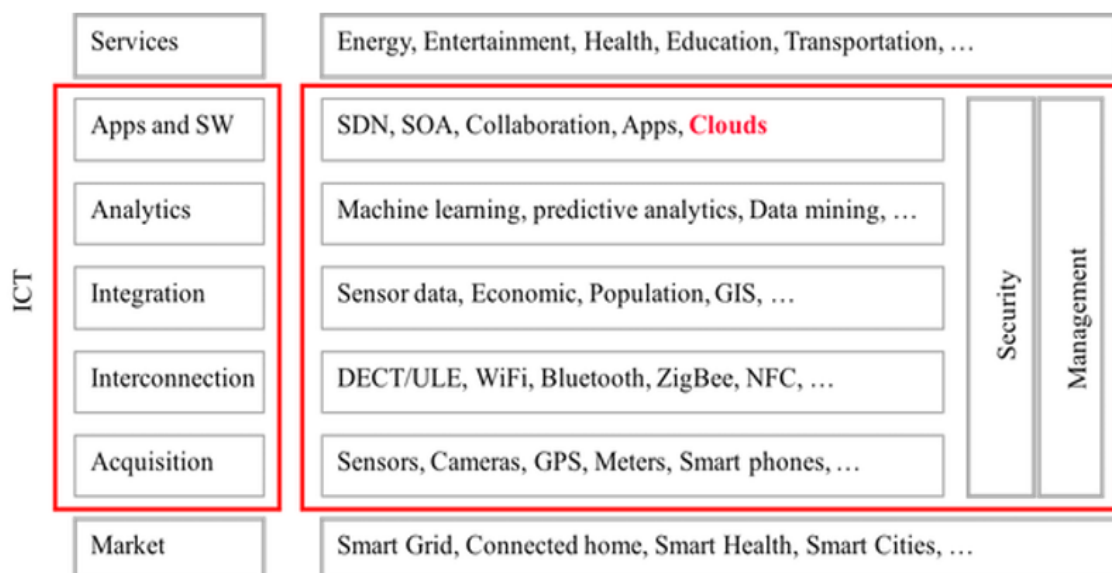 Services
Energy, Entertainment, Health, Education, Transportation, …
Apps and SW
SDN, SOA, Collaboration, Apps, Clouds
Analytics
Machine learning, predictive analytics, Data mining, …
Integration
Sensor data, Economic, Population, GIS, …
Interconnection
DECT/ULE, WiFi, Bluetooth, ZigBee, NFC, …
Acquisition
Sensors, Cameras, GPS, Meters, Smart phones, …
Market
Smart Grid, Connected home, Smart Health, Smart Cities, …
ICT
Security
Management